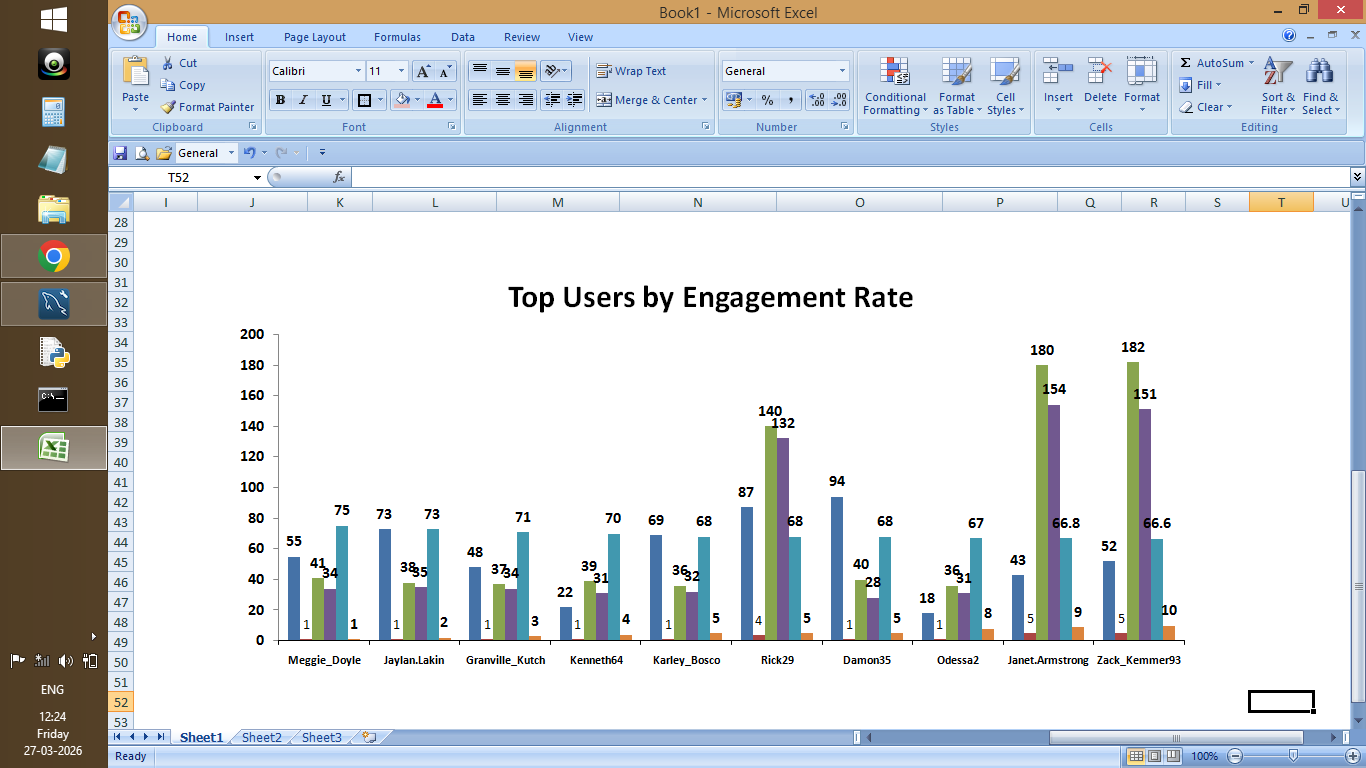 Book1 - Microsoft Excel
Home Insert Page Layout Formulas Data Review View
Paste
Cut
Copy
Format Painter
Clipboard
Calibri 11
B I U
Font
Wrap Text
Merge & Center
Alignment
General
% ,
Number
Conditional Formatting
Format as Table
Cell Styles
Styles
Insert Delete Format
Cells
AutoSum
Fill
Clear
Sort & Filter
Find & Select
Editing
General
T52 fx
I J K L M N O P Q R S T U
28
29
30
31
32
33
34
35
36
37
38
39
40
41
42
43
44
45
46
47
48
49
50
51
52
53
Top Users by Engagement Rate
200
180
160
140
120
100
80
60
40
20
0
55 1 41 34 75 1
73 1 38 35 73 2
48 1 37 34 71 3
22 1 39 31 70 4
69 1 36 32 68 5
87 4 140 132 68 5
94 1 40 28 68 5
18 1 36 31 67 8
43 5 180 154 66.8 9
52 5 182 151 66.6 10
Meggie_Doyle Jaylan.Lakin Granville_Kutch Kenneth64 Karley_Bosco Rick29 Damon35 Odessa2 Janet.Armstrong Zack_Kemmer93
Sheet1 Sheet2 Sheet3
Ready
100%
ENG
12:24
Friday
27-03-2026